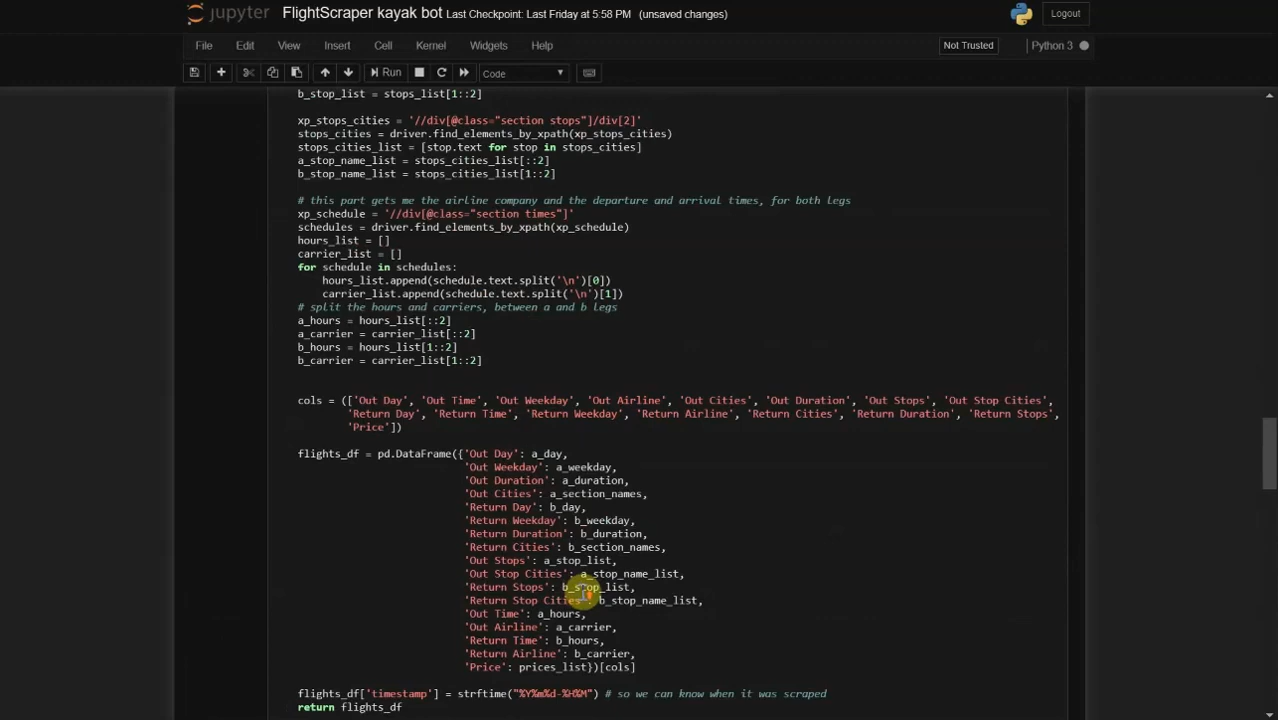 jupyter FlightScraper kayak bot Last Checkpoint: Last Friday at 5:58 PM (unsaved changes) Logout
File Edit View Insert Cell Kernel Widgets Help Not Trusted Python 3
Run Code
b_stop_list = stops_list[1::2]
xp_stops_cities = '//div[@class="section stops"]/div[2]'
stops_cities = driver.find_elements_by_xpath(xp_stops_cities)
stops_cities_list = [stop.text for stop in stops_cities]
a_stop_name_list = stops_cities_list[::2]
b_stop_name_list = stops_cities_list[1::2]
# this part gets me the airline company and the departure and arrival times, for both legs
xp_schedule = '//div[@class="section times"]'
schedules = driver.find_elements_by_xpath(xp_schedule)
hours_list = []
carrier_list = []
for schedule in schedules:
    hours_list.append(schedule.text.split('\n')[0])
    carrier_list.append(schedule.text.split('\n')[1])
# split the hours and carriers, between a and b legs
a_hours = hours_list[::2]
a_carrier = carrier_list[::2]
b_hours = hours_list[1::2]
b_carrier = carrier_list[1::2]
cols = (['Out Day', 'Out Time', 'Out Weekday', 'Out Airline', 'Out Cities', 'Out Duration', 'Out Stops', 'Out Stop Cities',
'Return Day', 'Return Time', 'Return Weekday', 'Return Airline', 'Return Cities', 'Return Duration', 'Return Stops', 'Return Stop Cities',
'Price'])
flights_df = pd.DataFrame({'Out Day': a_day,
'Out Weekday': a_weekday,
'Out Duration': a_duration,
'Out Cities': a_section_names,
'Return Day': b_day,
'Return Weekday': b_weekday,
'Return Duration': b_duration,
'Return Cities': b_section_names,
'Out Stops': a_stop_list,
'Out Stop Cities': a_stop_name_list,
'Return Stops': b_stop_list,
'Return Stop Cities': b_stop_name_list,
'Out Time': a_hours,
'Out Airline': a_carrier,
'Return Time': b_hours,
'Return Airline': b_carrier,
'Price': prices_list})[cols]
flights_df['timestamp'] = strftime("%Y%m%d-%H%M") # so we can know when it was scraped
return flights_df